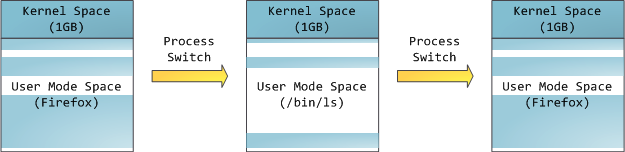 Kernel Space
(1GB)
User Mode Space
(Firefox)
Process
Switch
Kernel Space
(1GB)
User Mode Space
(/bin/ls)
Process
Switch
Kernel Space
(1GB)
User Mode Space
(Firefox)